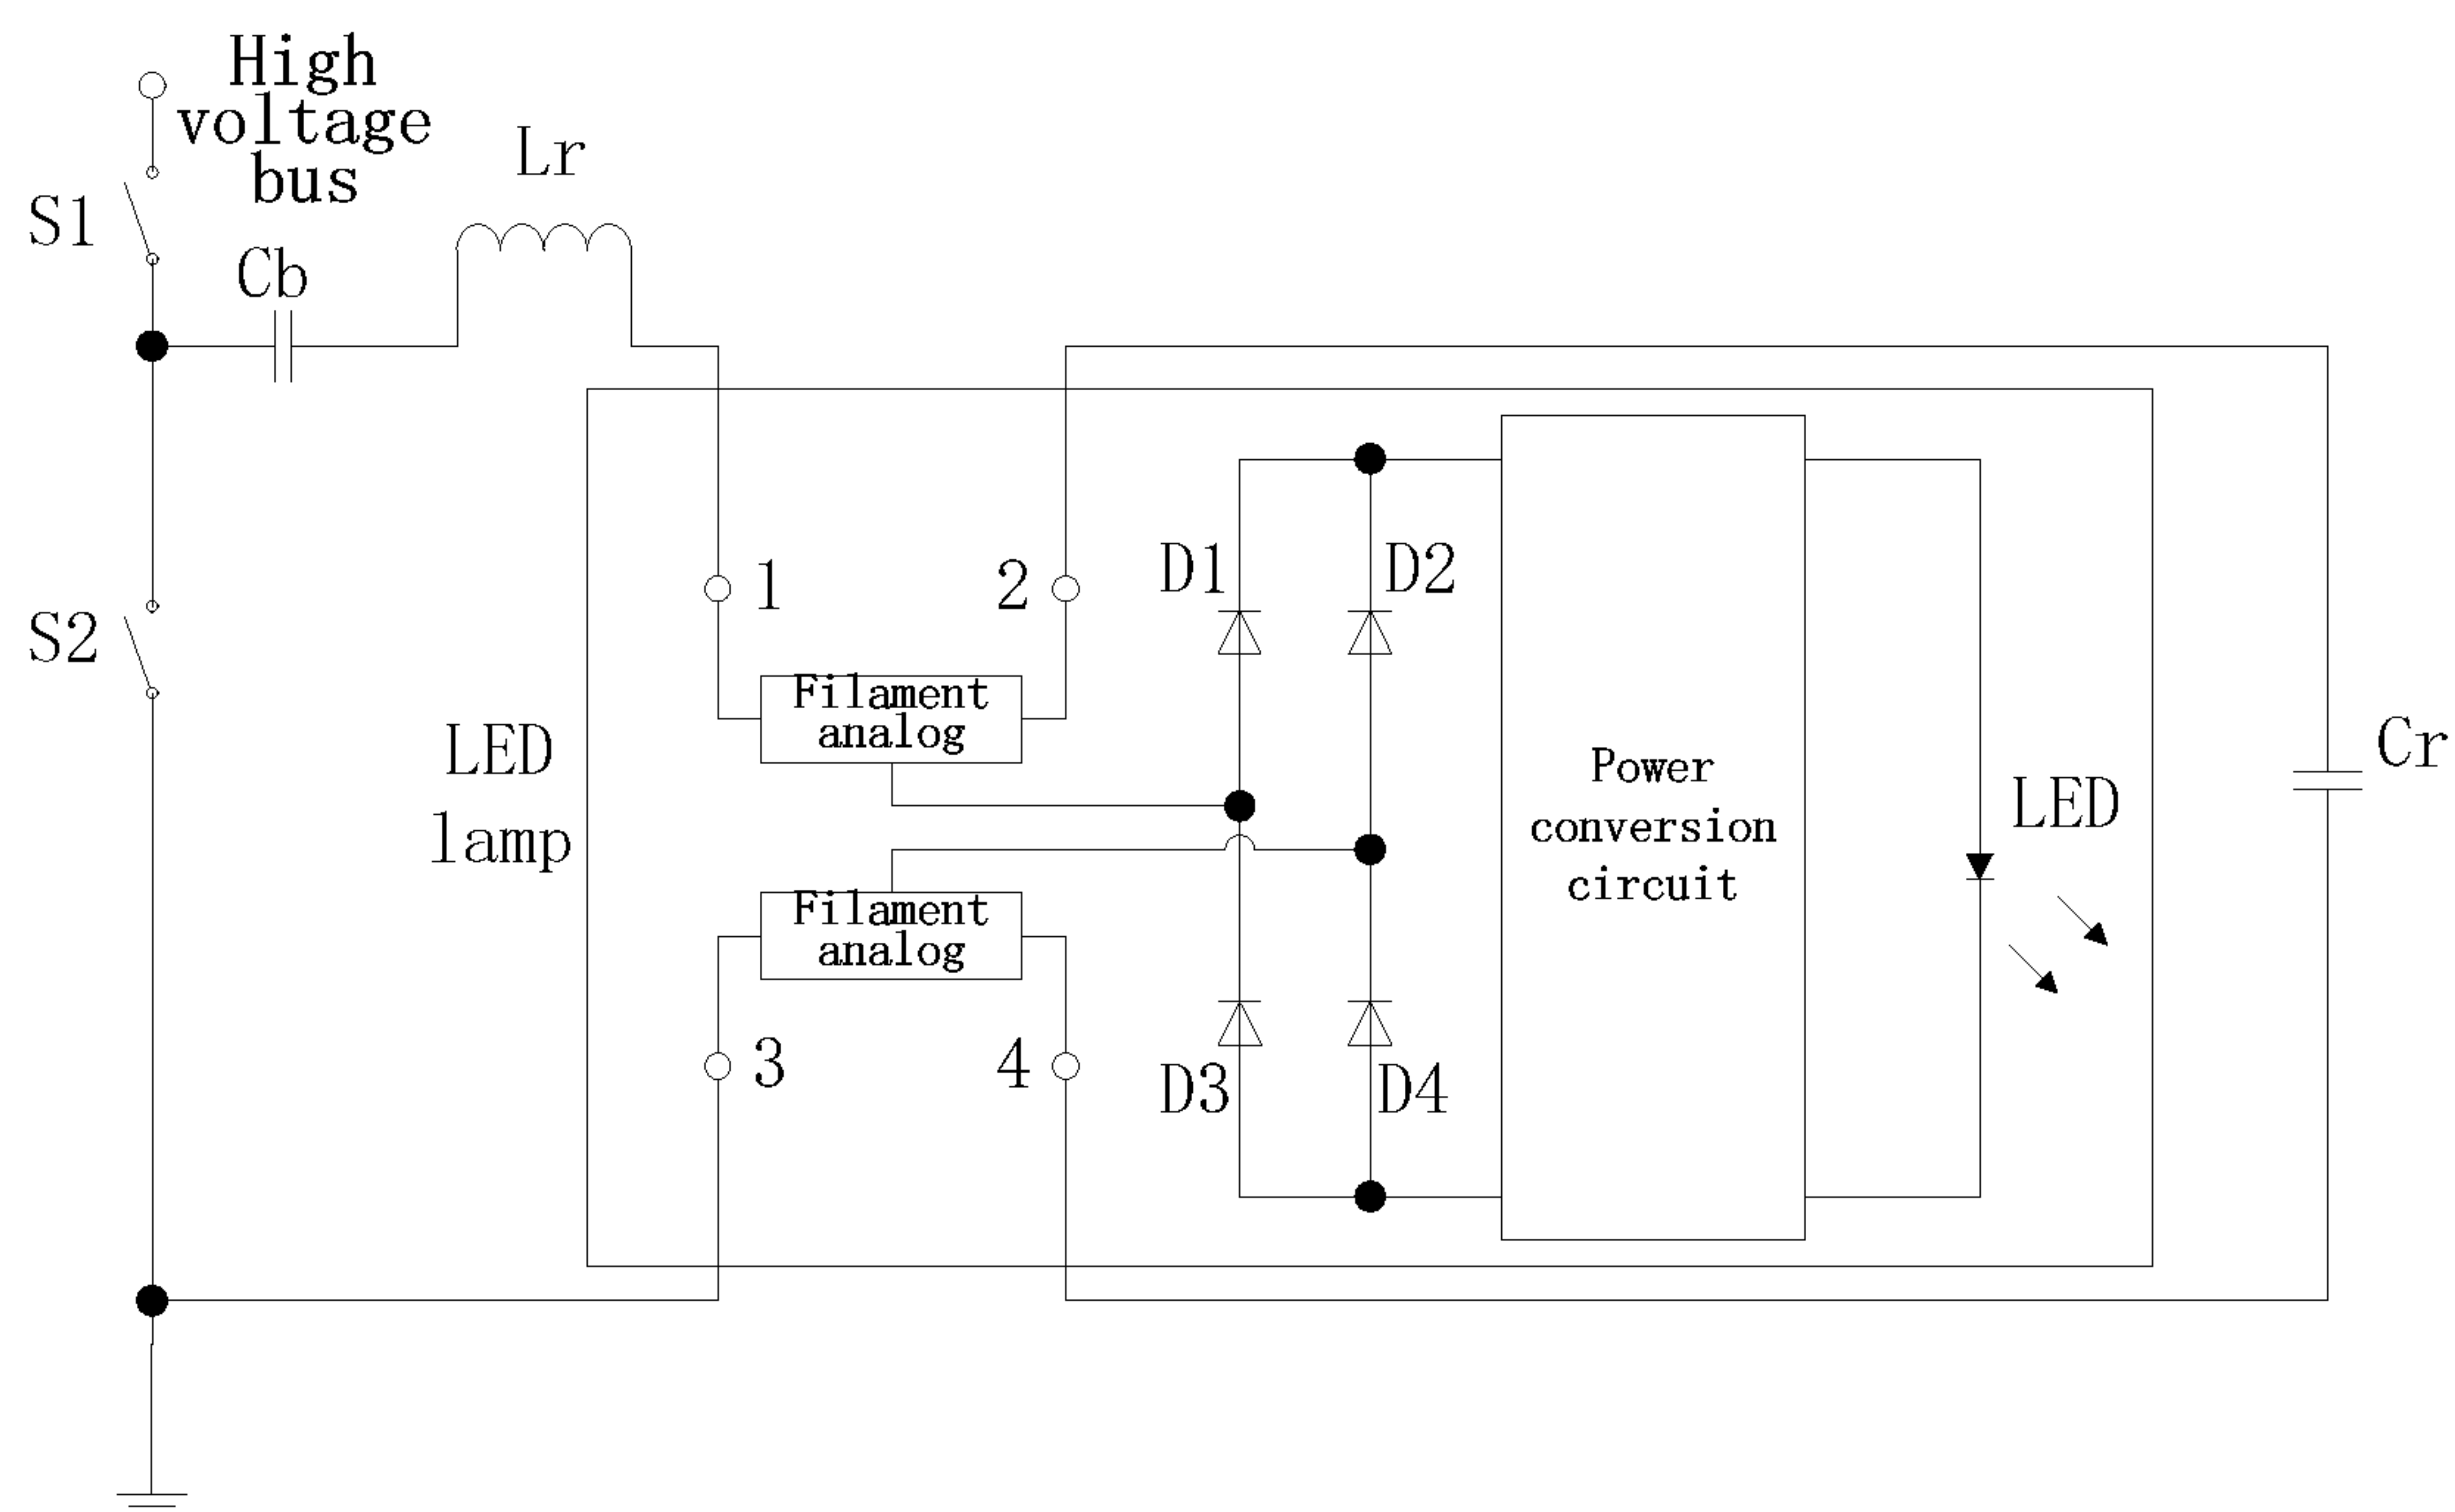 High
voltage
bus
S1
Lr
Cb
1
2
D1
D2
S2
Filament
analog
LED
lamp
Power
conversion
circuit
Cr
LED
Filament
analog
3
4
D3
D4